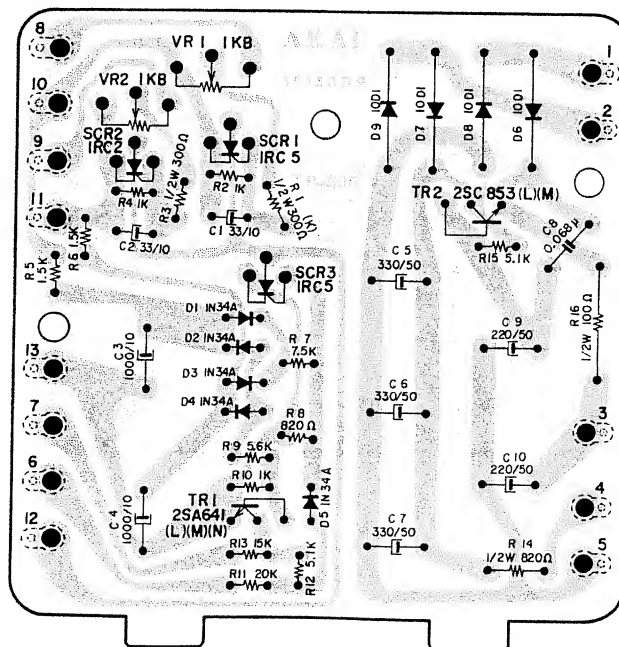 8
VR1 1KB
10
VR2 1KB
9
SCR2
IRC2
SCR1
IRC5
R4 1K
R3 1/2W 300Ω
R2 1K
R1 (K)
1/2W 300Ω
11
C2 33/10
C1 33/10
R5
1.5K
R6 1.5K
SCR3
IRC5
D1 1N34A
D2 1N34A
D3 1N34A
D4 1N34A
R7
7.5K
R8
820Ω
C3
1000/10
13
7
6
12
R9 5.6K
R10 1K
TR1
2SA641
(L)(M)(N)
D5 1N34A
C4
1000/10
R13 15K
R11 20K
R12 5.1K
AKAI
D9 10D1
D7 10D1
D8 10D1
D6 10D1
1
2
TR2 2SC853(L)(M)
R15 5.1K
C8
0.068μ
C5
330/50
C9
220/50
R16
1/2W 100Ω
C6
330/50
3
C10
220/50
4
C7
330/50
R14
1/2W 820Ω
5